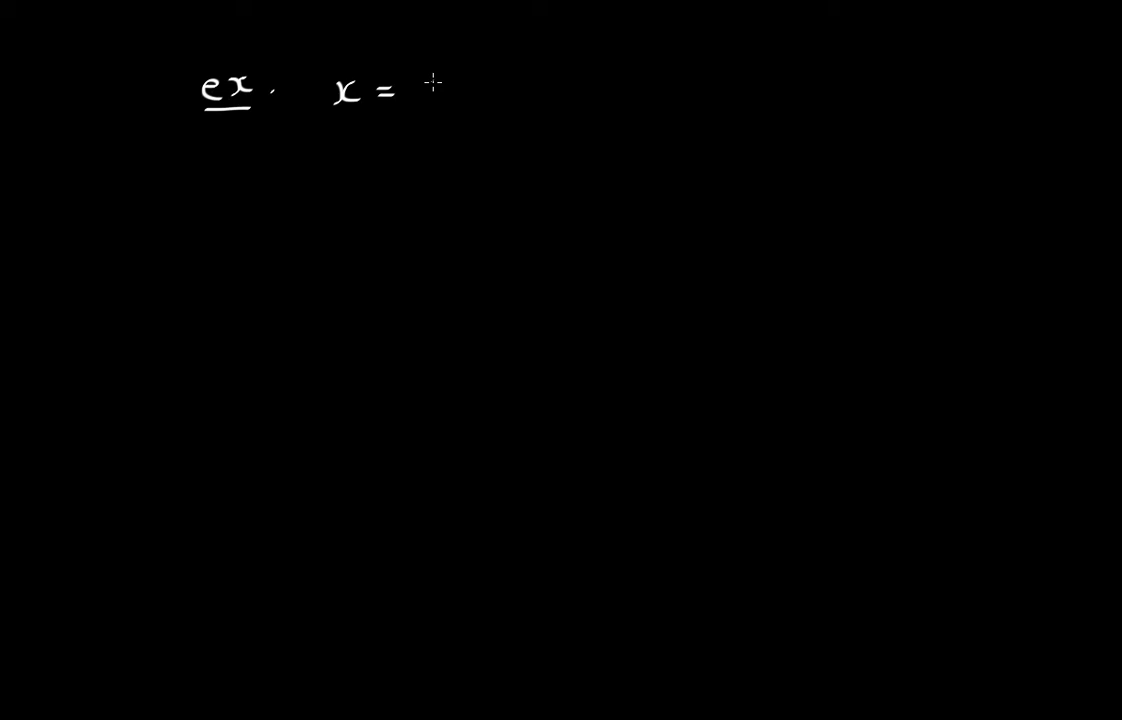 ex. x =